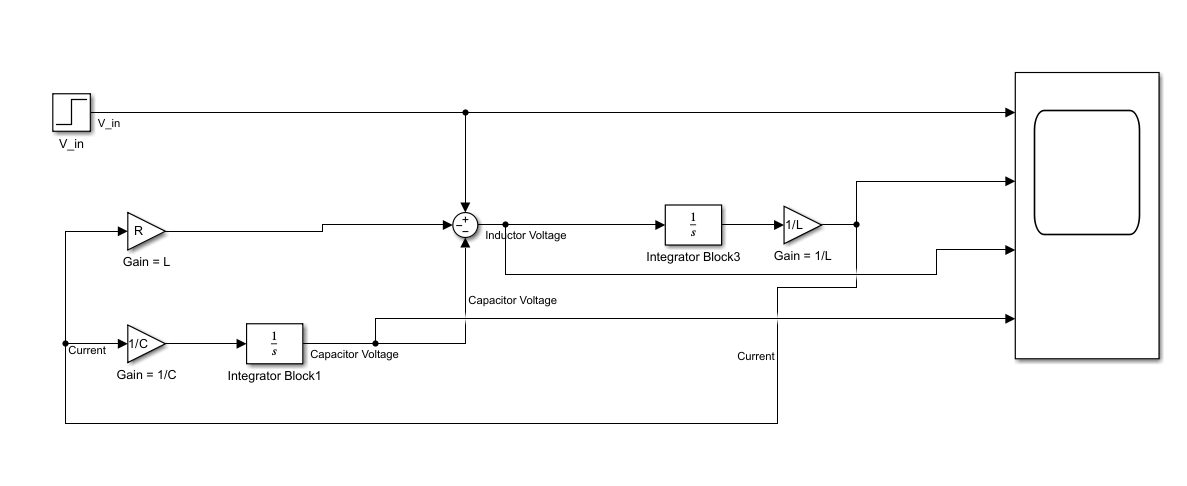 V_in
V_in
R
Gain = L
+
−
−
Inductor Voltage
1
s
Integrator Block3
1/L
Gain = 1/L
Capacitor Voltage
Current
1/C
Gain = 1/C
1
s
Integrator Block1
Capacitor Voltage
Current